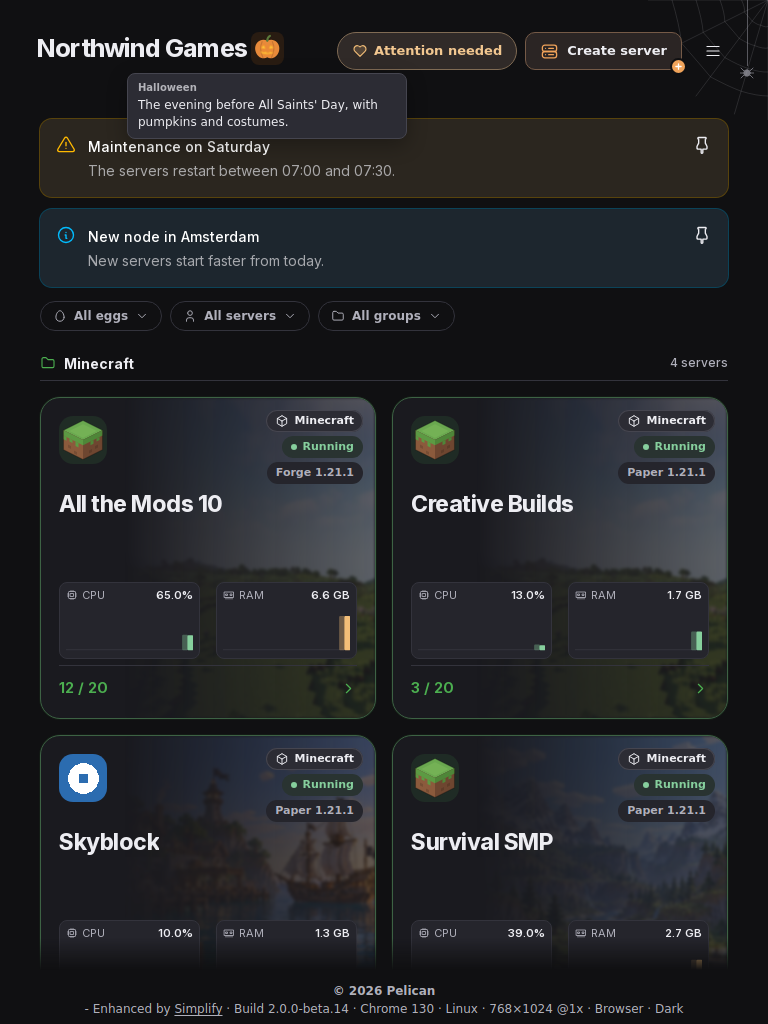 Northwind Games
Attention needed
Create server
Halloween
The evening before All Saints' Day, with
pumpkins and costumes.
Maintenance on Saturday
The servers restart between 07:00 and 07:30.
New node in Amsterdam
New servers start faster from today.
All eggs
All servers
All groups
Minecraft
4 servers
Minecraft
Running
Forge 1.21.1
All the Mods 10
CPU 65.0%
RAM 6.6 GB
12 / 20
Minecraft
Running
Paper 1.21.1
Creative Builds
CPU 13.0%
RAM 1.7 GB
3 / 20
Minecraft
Running
Paper 1.21.1
Skyblock
CPU 10.0%
RAM 1.3 GB
Minecraft
Running
Paper 1.21.1
Survival SMP
CPU 39.0%
RAM 2.7 GB
© 2026 Pelican
- Enhanced by Simplify · Build 2.0.0-beta.14 · Chrome 130 · Linux · 768×1024 @1x · Browser · Dark